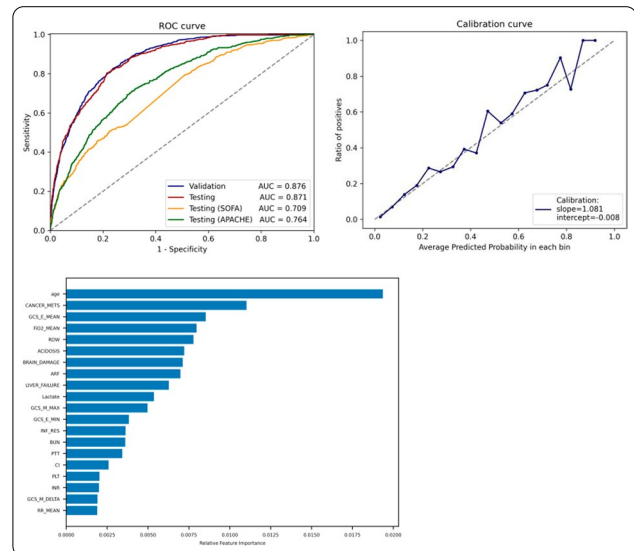 ROC curve
1.0
0.8
0.6
0.4
0.2
0.0
Sensitivity
Validation AUC = 0.876
Testing AUC = 0.871
Testing (SOFA) AUC = 0.709
Testing (APACHE) AUC = 0.764
0.0 0.2 0.4 0.6 0.8 1.0
1 - Specificity
Calibration curve
1.0
0.8
0.6
0.4
0.2
0.0
Ratio of positives
Calibration:
slope=1.081
intercept=-0.008
0.0 0.2 0.4 0.6 0.8 1.0
Average Predicted Probability in each bin
age
CANCER_METS
GCS_E_MEAN
FiO2_MEAN
RDW
ACIDOSIS
BRAIN_DAMAGE
ARF
LIVER_FAILURE
Lactate
GCS_M_MAX
GCS_E_MIN
INF_RES
BUN
PTT
CI
PLT
INR
GCS_M_DELTA
RR_MEAN
0.0000 0.0025 0.0050 0.0075 0.0100 0.0125 0.0150 0.0175 0.0200
Relative Feature Importance